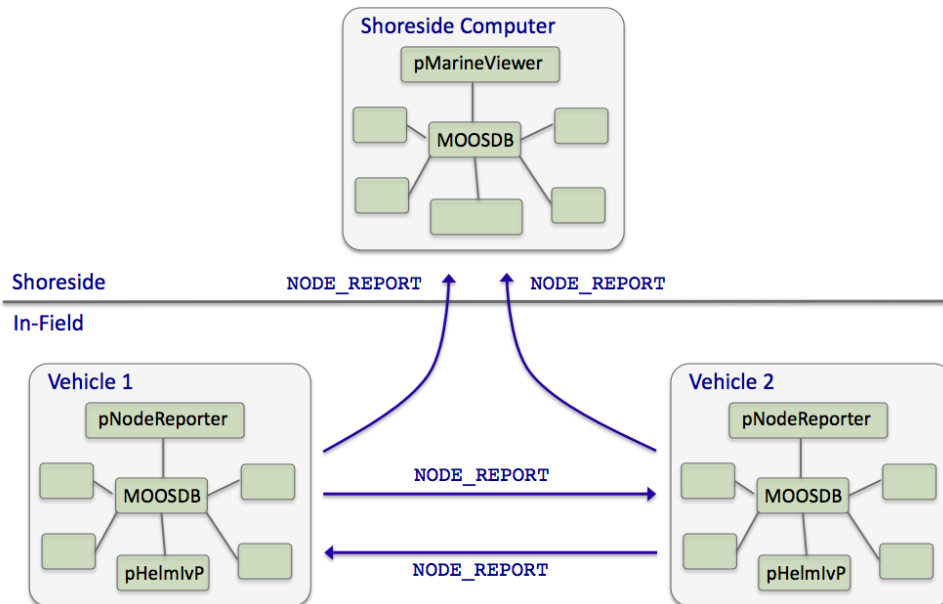 Shoreside Computer
pMarineViewer
MOOSDB
Shoreside
NODE_REPORT
NODE_REPORT
In-Field
Vehicle 1
pNodeReporter
MOOSDB
pHelmIvP
NODE_REPORT
NODE_REPORT
Vehicle 2
pNodeReporter
MOOSDB
pHelmIvP